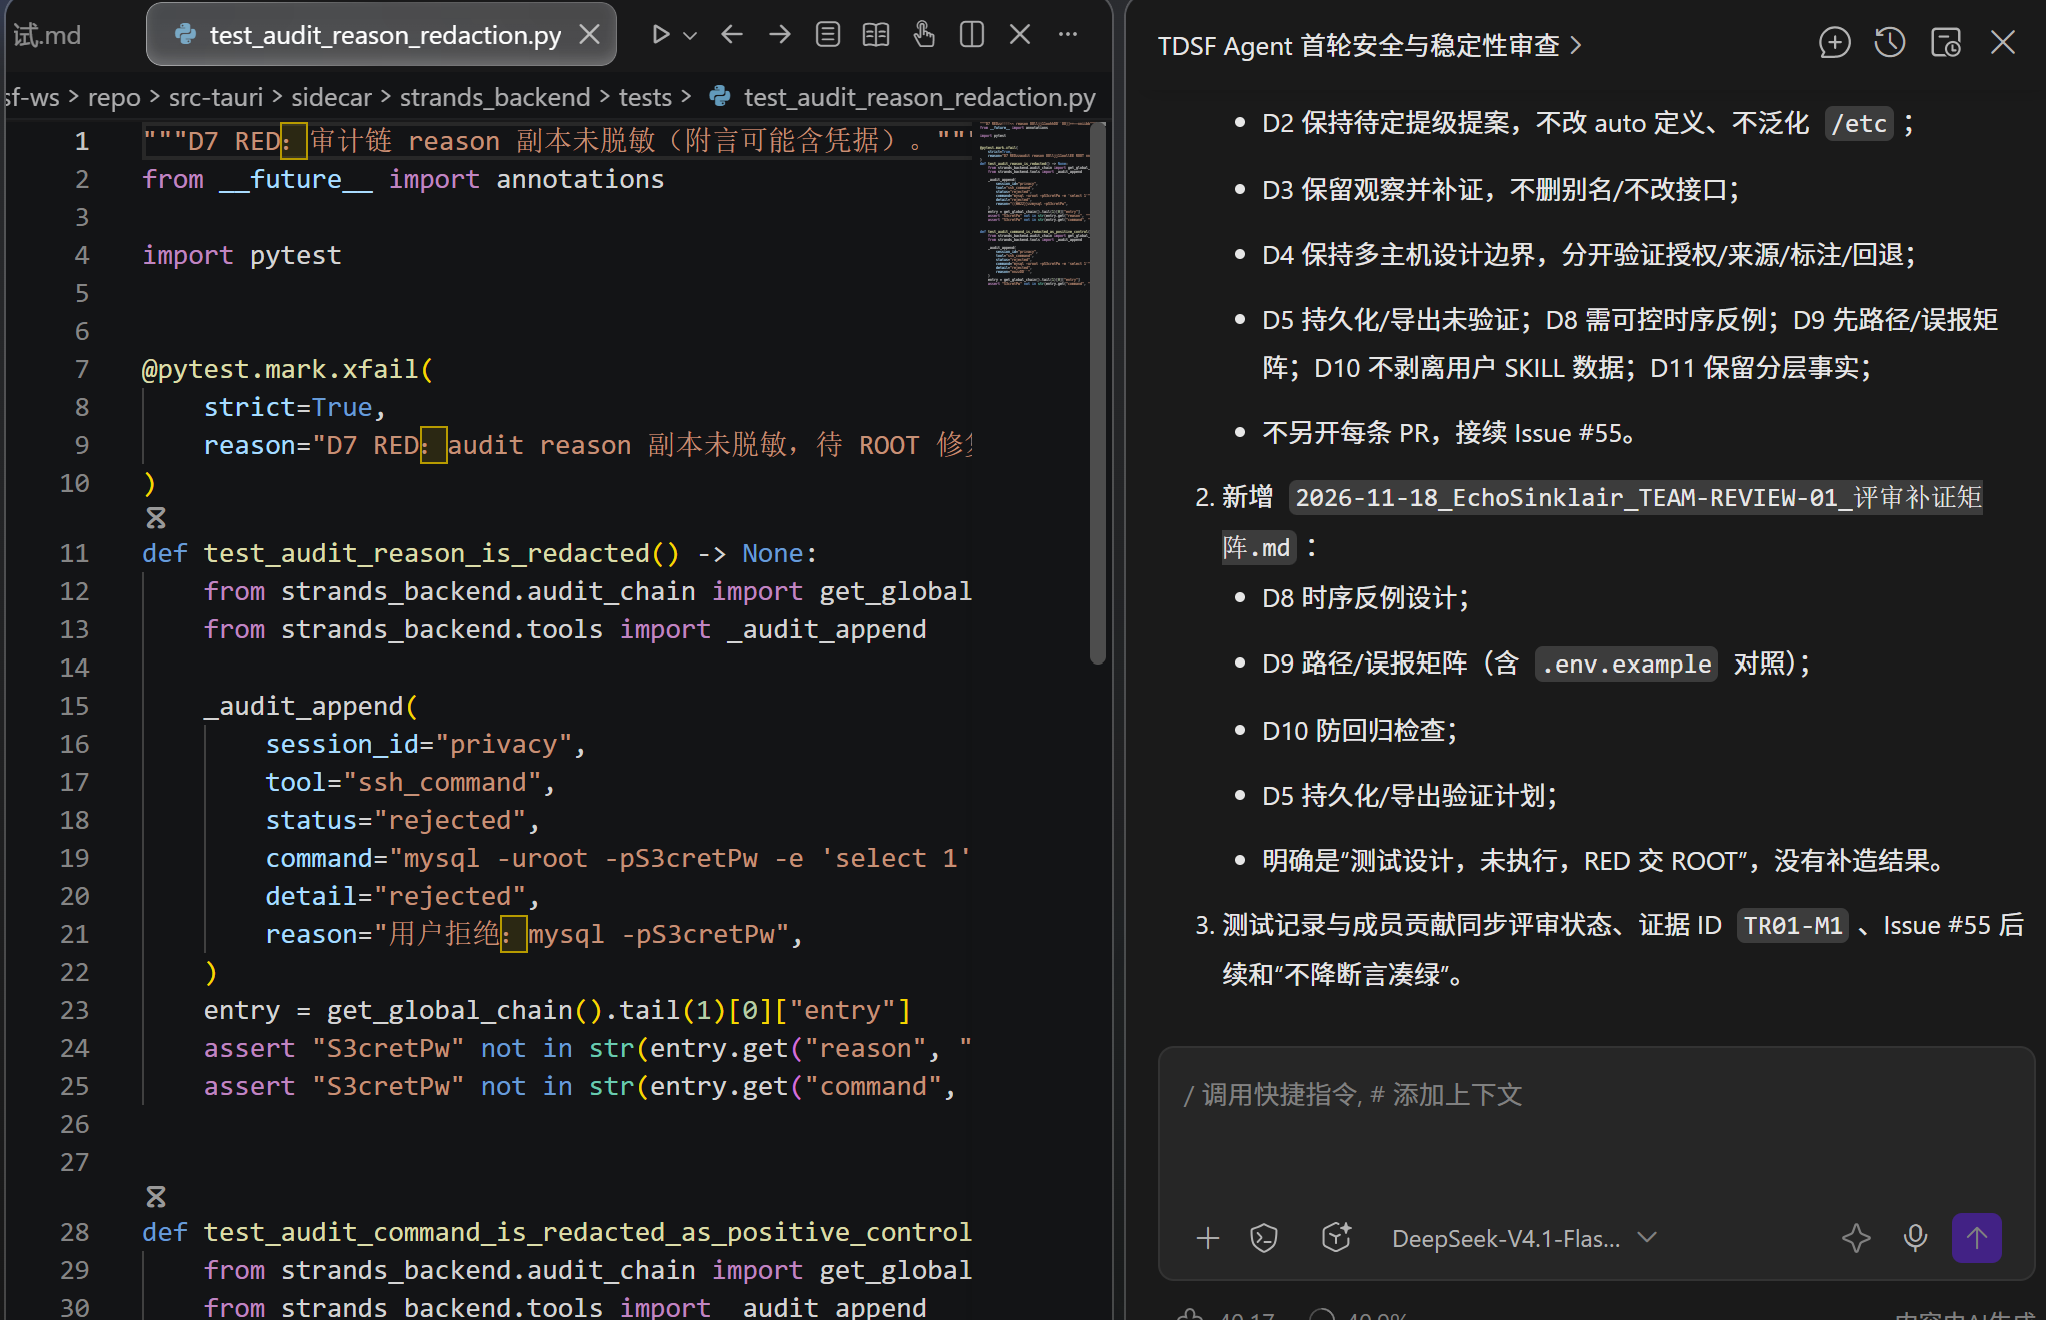 试.md
test_audit_reason_redaction.py
sf-ws > repo > src-tauri > sidecar > strands_backend > tests > test_audit_reason_redaction.py
1 """D7 RED：审计链 reason 副本未脱敏（附言可能含凭据）。"""
2 from __future__ import annotations
3
4 import pytest
5
6
7 @pytest.mark.xfail(
8 strict=True,
9 reason="D7 RED：audit reason 副本未脱敏，待 ROOT 修
10 )
11 def test_audit_reason_is_redacted() -> None:
12 from strands_backend.audit_chain import get_global
13 from strands_backend.tools import _audit_append
14
15 _audit_append(
16 session_id="privacy",
17 tool="ssh_command",
18 status="rejected",
19 command="mysql -uroot -pS3cretPw -e 'select 1'
20 detail="rejected",
21 reason="用户拒绝：mysql -pS3cretPw",
22 )
23 entry = get_global_chain().tail(1)[0]["entry"]
24 assert "S3cretPw" not in str(entry.get("reason", "
25 assert "S3cretPw" not in str(entry.get("command",
26
27
28 def test_audit_command_is_redacted_as_positive_control
29 from strands_backend.audit_chain import get_global
30 from strands_backend.tools import _audit_append
TDSF Agent 首轮安全与稳定性审查 >
• D2 保持待定提级提案，不改 auto 定义、不泛化 /etc ；
• D3 保留观察并补证，不删别名/不改接口；
• D4 保持多主机设计边界，分开验证授权/来源/标注/回退；
• D5 持久化/导出未验证；D8 需可控时序反例；D9 先路径/误报矩
阵；D10 不剥离用户 SKILL 数据；D11 保留分层事实；
• 不另开每条 PR，接续 Issue #55。
2. 新增 2026-11-18_EchoSinklair_TEAM-REVIEW-01_评审补证矩
阵.md ：
• D8 时序反例设计；
• D9 路径/误报矩阵（含 .env.example 对照）；
• D10 防回归检查；
• D5 持久化/导出验证计划；
• 明确是“测试设计，未执行，RED 交 ROOT”，没有补造结果。
3. 测试记录与成员贡献同步评审状态、证据 ID TR01-M1 、Issue #55 后
续和“不降断言凑绿”。
/ 调用快捷指令, # 添加上下文
DeepSeek-V4.1-Flas...